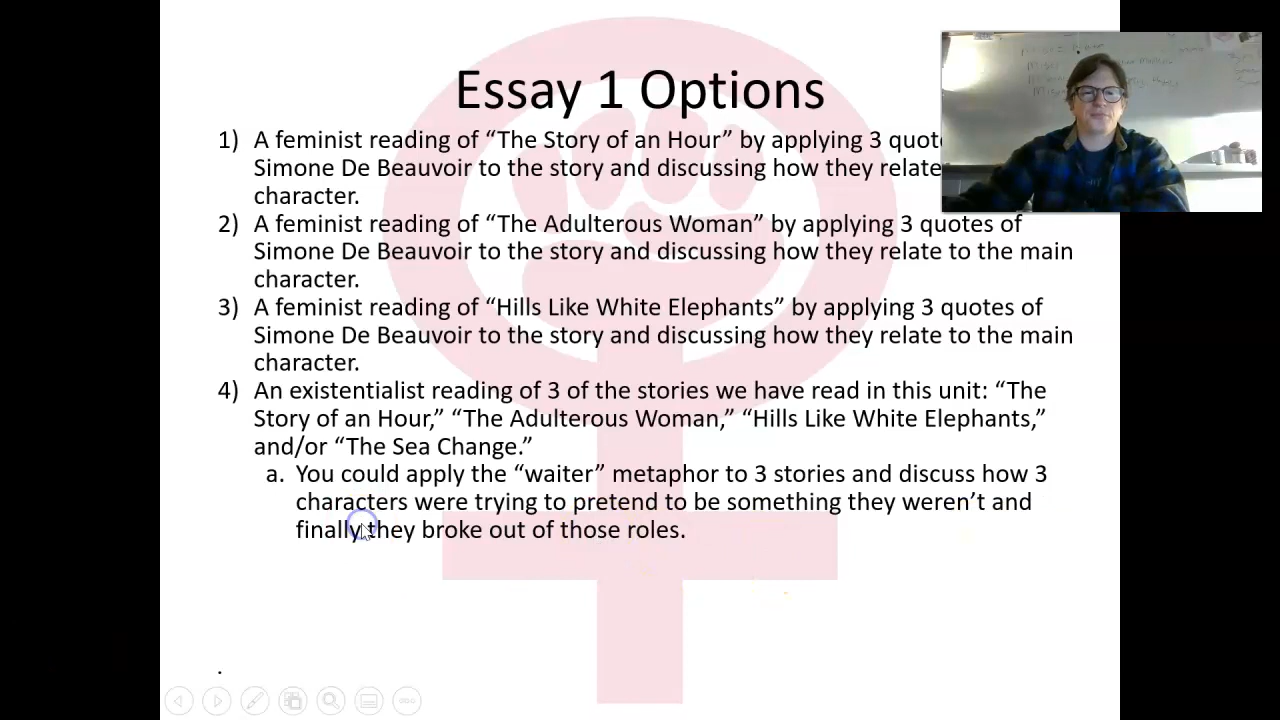 Essay 1 Options
1) A feminist reading of “The Story of an Hour” by applying 3
Simone De Beauvoir to the story and discussing how they relate
character.
2) A feminist reading of “The Adulterous Woman” by applying 3 quotes of
Simone De Beauvoir to the story and discussing how they relate to the main
character.
3) A feminist reading of “Hills Like White Elephants” by applying 3 quotes of
Simone De Beauvoir to the story and discussing how they relate to the main
character.
4) An existentialist reading of 3 of the stories we have read in this unit: “The
Story of an Hour,” “The Adulterous Woman,” “Hills Like White Elephants,”
and/or “The Sea Change.”
a. You could apply the “waiter” metaphor to 3 stories and discuss how 3
characters were trying to pretend to be something they weren’t and
finally they broke out of those roles.
.